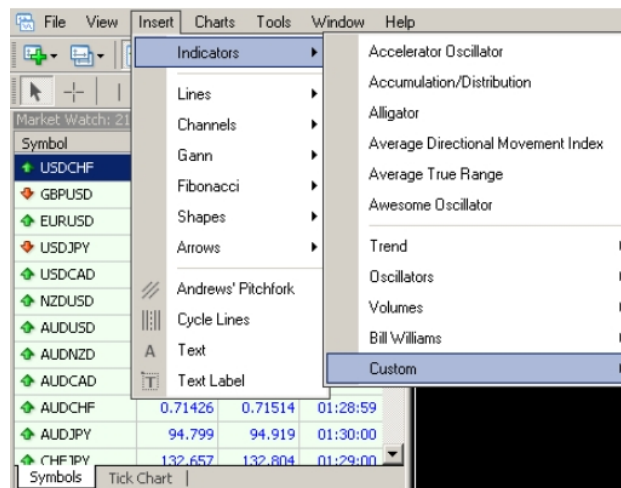 File View Insert Charts Tools Window Help
Indicators
Lines
Channels
Gann
Fibonacci
Shapes
Arrows
Andrews' Pitchfork
Cycle Lines
A Text
T Text Label
Accelerator Oscillator
Accumulation/Distribution
Alligator
Average Directional Movement Index
Average True Range
Awesome Oscillator
Trend
Oscillators
Volumes
Bill Williams
Custom
Market Watch: 21
Symbol
USDCHF
GBPUSD
EURUSD
USDJPY
USDCAD
NZDUSD
AUDUSD
AUDNZD
AUDCAD
AUDCHF 0.71426 0.71514 01:28:59
AUDJPY 94.799 94.919 01:30:00
CHFJPY 132.657 132.804 01:29:00
Symbols Tick Chart